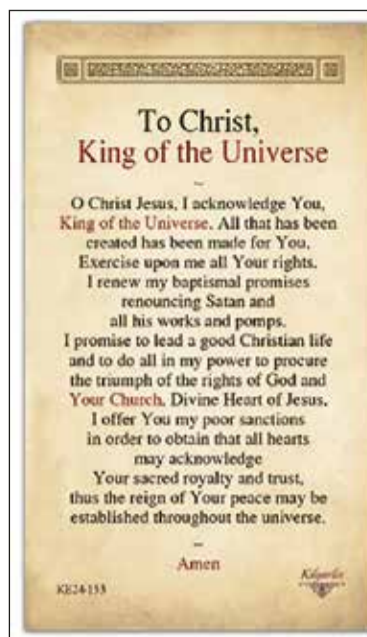 To Christ,
King of the Universe
~
O Christ Jesus, I acknowledge You,
King of the Universe. All that has been
created has been made for You,
Exercise upon me all Your rights.
I renew my baptismal promises
renouncing Satan and
all his works and pomps.
I promise to lead a good Christian life
and to do all in my power to procure
the triumph of the rights of God and
Your Church. Divine Heart of Jesus,
I offer You my poor sanctions
in order to obtain that all hearts
may acknowledge
Your sacred royalty and trust,
thus the reign of Your peace may be
established throughout the universe.
~
Amen
KE24-153